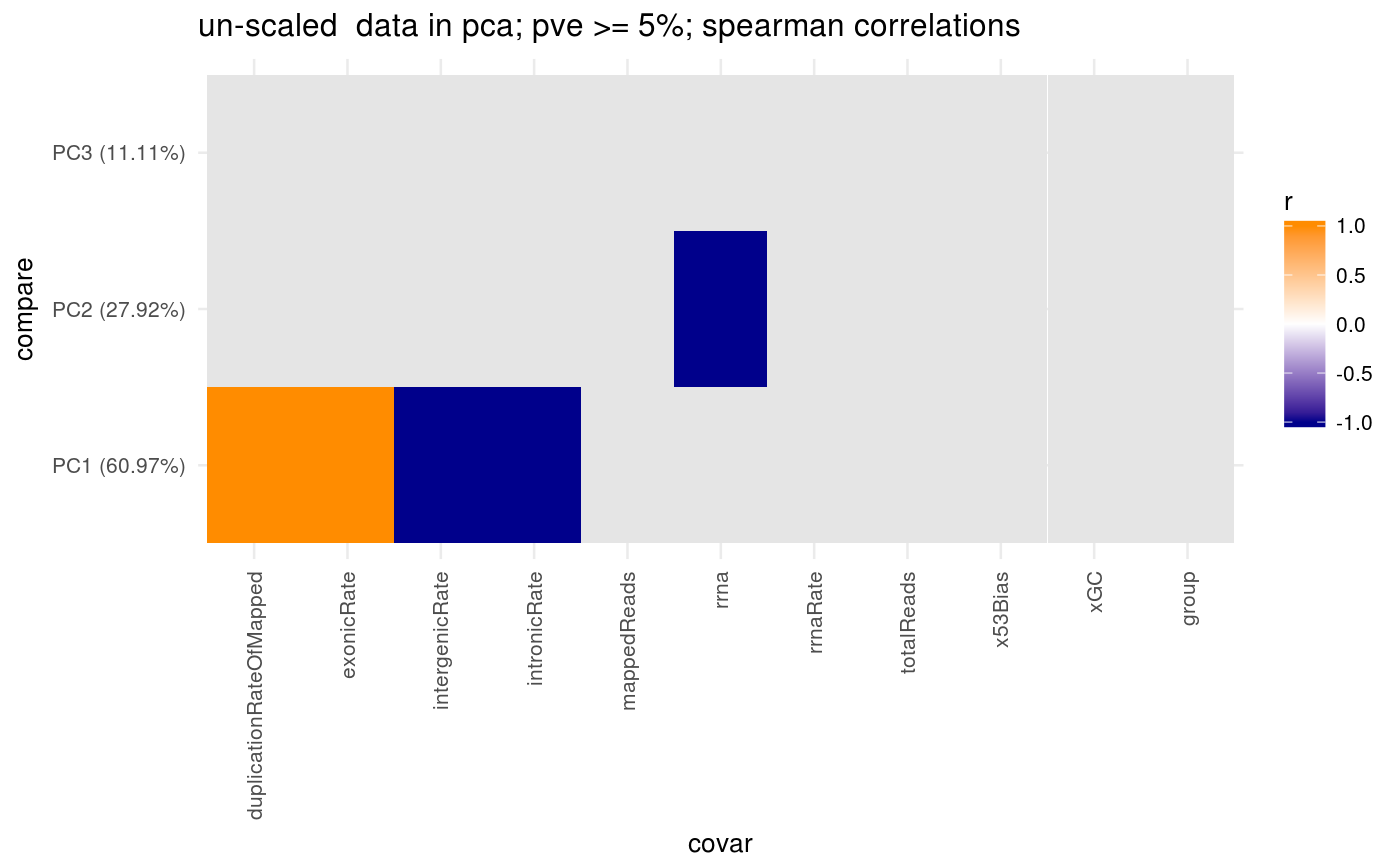 un-scaled  data in pca; pve >= 5%; spearman correlations
PC3 (11.11%)
PC2 (27.92%)
PC1 (60.97%)
compare
duplicationRateOfMapped
exonicRate
intergenicRate
intronicRate
mappedReads
rrna
rrnaRate
totalReads
x53Bias
xGC
group
covar
r
1.0
0.5
0.0
-0.5
-1.0